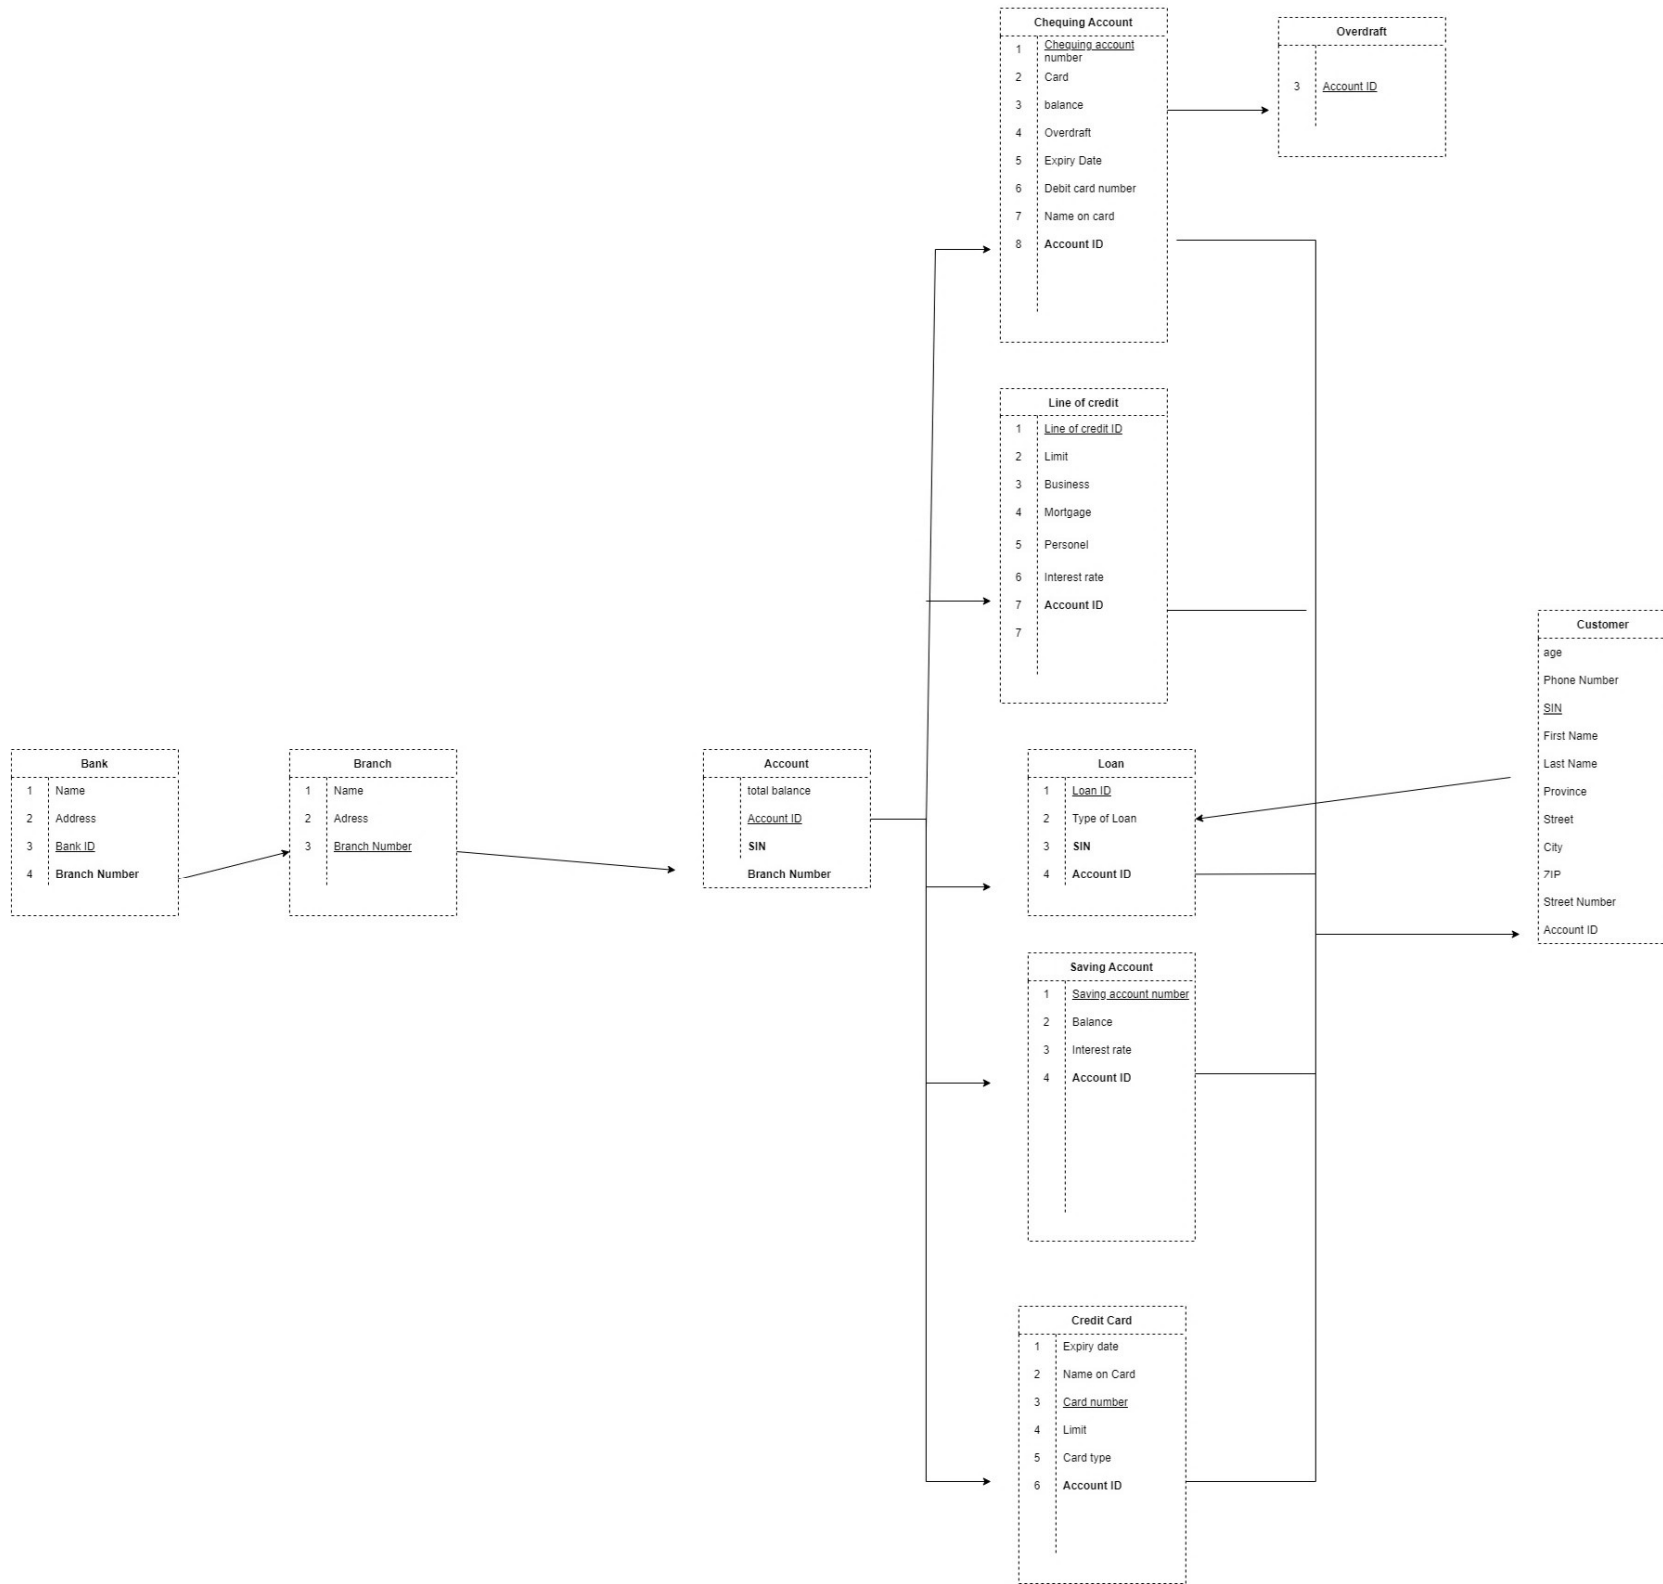 Chequing Account
1 Chequing account
number
2 Card
3 balance
4 Overdraft
5 Expiry Date
6 Debit card number
7 Name on card
8 Account ID
Overdraft
3 Account ID
Line of credit
1 Line of credit ID
2 Limit
3 Business
4 Mortgage
5 Personel
6 Interest rate
7 Account ID
7
Bank
1 Name
2 Address
3 Bank ID
4 Branch Number
Branch
1 Name
2 Adress
3 Branch Number
Account
total balance
Account ID
SIN
Branch Number
Loan
1 Loan ID
2 Type of Loan
3 SIN
4 Account ID
Customer
age
Phone Number
SIN
First Name
Last Name
Province
Street
City
ZIP
Street Number
Account ID
Saving Account
1 Saving account number
2 Balance
3 Interest rate
4 Account ID
Credit Card
1 Expiry date
2 Name on Card
3 Card number
4 Limit
5 Card type
6 Account ID